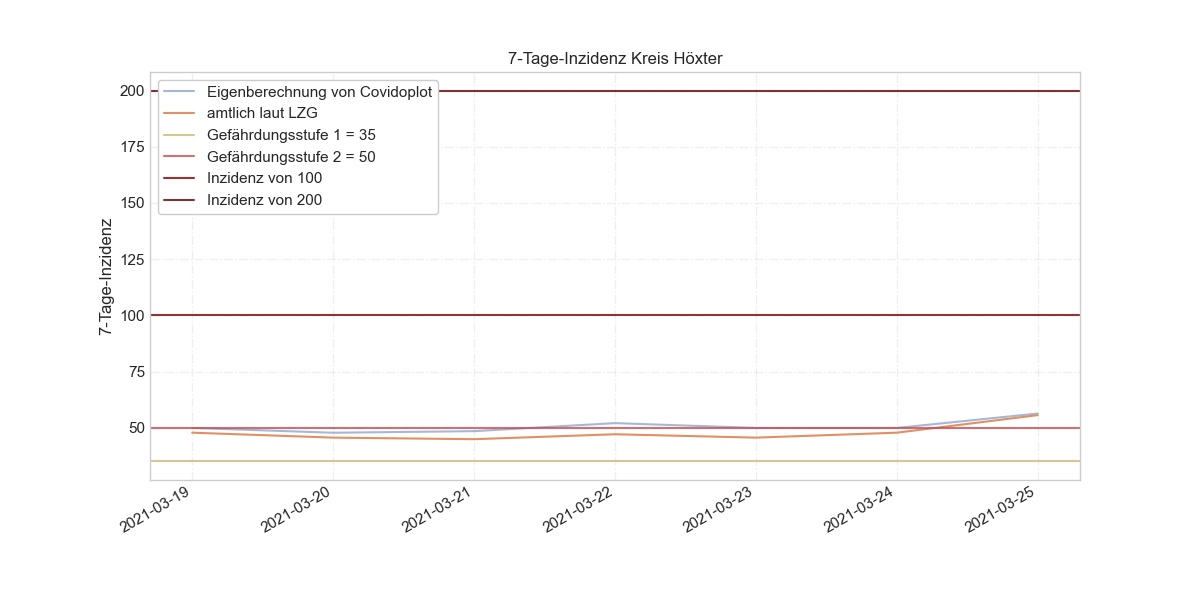 7-Tage-Inzidenz Kreis Höxter
Eigenberechnung von Covidoplot
amtlich laut LZG
Gefährdungsstufe 1 = 35
Gefährdungsstufe 2 = 50
Inzidenz von 100
Inzidenz von 200
7-Tage-Inzidenz
200
175
150
125
100
75
50
2021-03-19
2021-03-20
2021-03-21
2021-03-22
2021-03-23
2021-03-24
2021-03-25